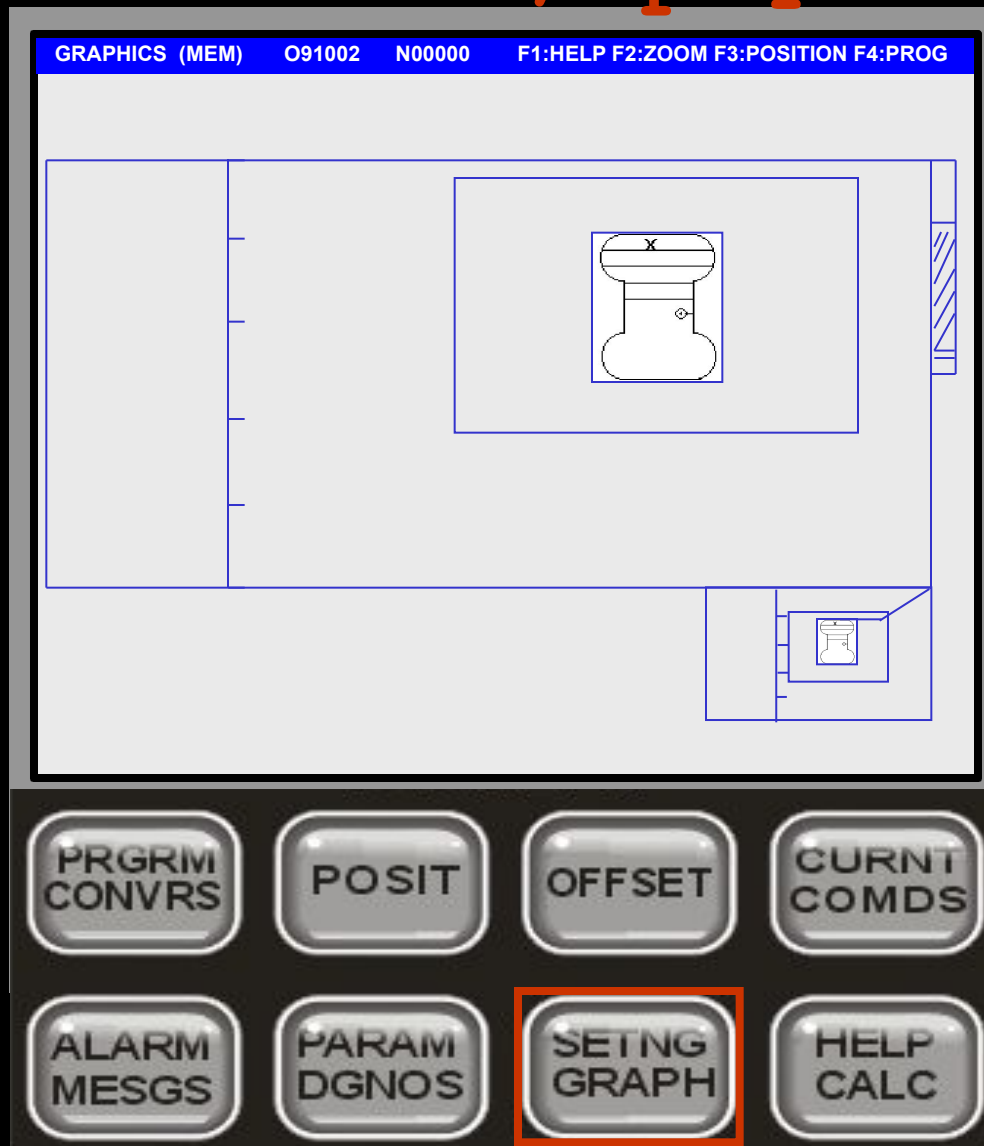 GRAPHICS (MEM) O91002 N00000 F1:HELP F2:ZOOM F3:POSITION F4:PROG
X
X
PRGRM
CONVRS
POSIT
OFFSET
CURNT
COMDS
ALARM
MESGS
PARAM
DGNOS
SETNG
GRAPH
HELP
CALC